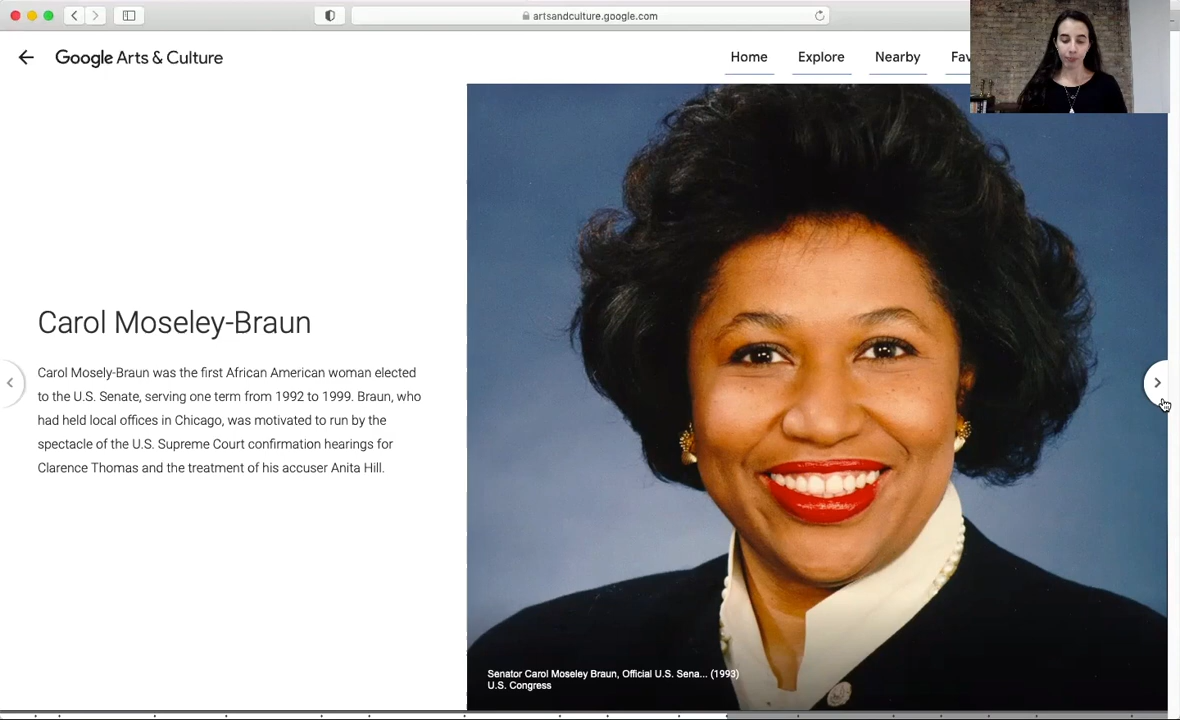 artsandculture.google.com
Google Arts & Culture
Home Explore Nearby
Carol Moseley-Braun
Carol Mosely-Braun was the first African American woman elected
to the U.S. Senate, serving one term from 1992 to 1999. Braun, who
had held local offices in Chicago, was motivated to run by the
spectacle of the U.S. Supreme Court confirmation hearings for
Clarence Thomas and the treatment of his accuser Anita Hill.
Senator Carol Moseley Braun, Official U.S. Sena... (1993)
U.S. Congress